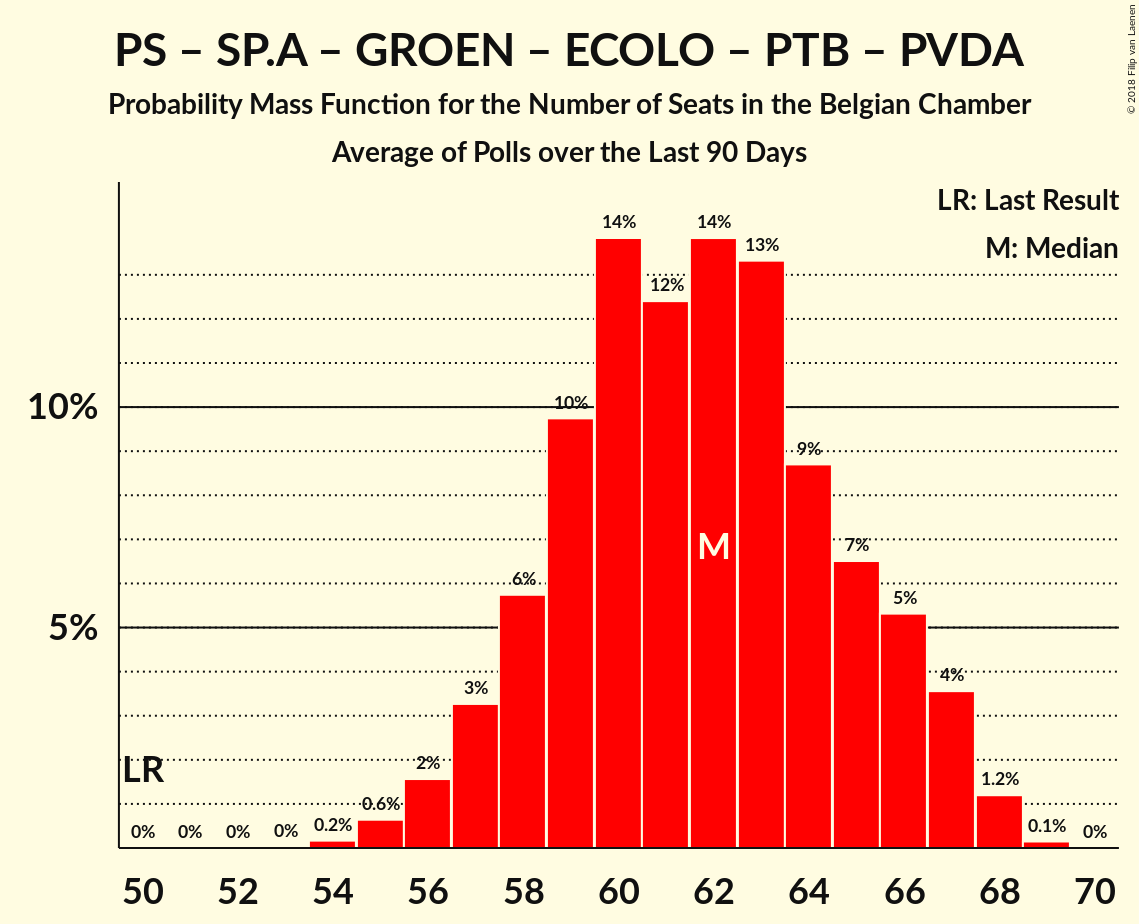 PS – SP.A – GROEN – ECOLO – PTB – PVDA
Probability Mass Function for the Number of Seats in the Belgian Chamber
Average of Polls over the Last 90 Days
© 2018 Filip van Laenen
LR: Last Result
M: Median
14% 14%
13%
12%
10% 10%
9%
7%
M
6%
5%
5%
4%
3%
2%
LR
1.2%
0.6%
0% 0% 0% 0% 0.2% 0.1% 0%
50 52 54 56 58 60 62 64 66 68 70